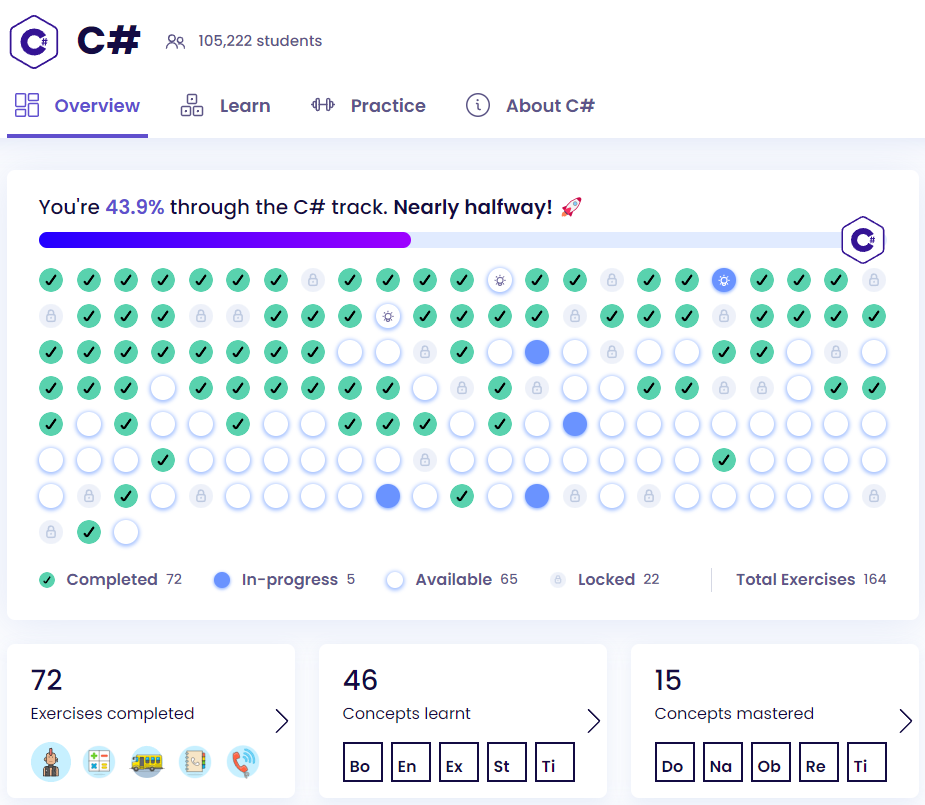 C#
105,222 students
Overview
Learn
Practice
About C#
You're 43.9% through the C# track. Nearly halfway! 🚀
Completed 72
In-progress 5
Available 65
Locked 22
Total Exercises 164
72
Exercises completed
46
Concepts learnt
Bo En Ex St Ti
15
Concepts mastered
Do Na Ob Re Ti